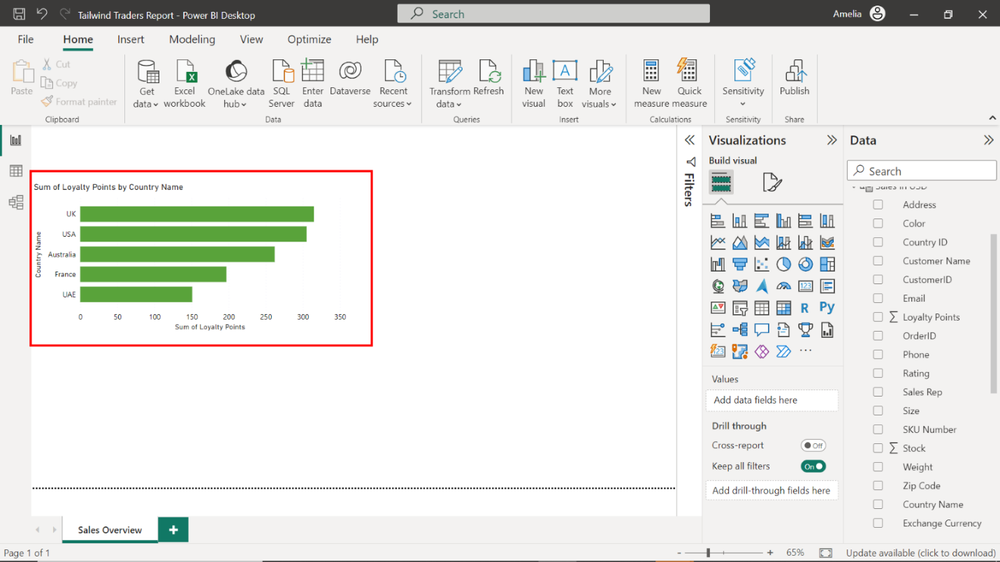 Tailwind Traders Report - Power BI Desktop
Search
Amelia
File
Home
Insert
Modeling
View
Optimize
Help
Paste
Cut
Copy
Format painter
Clipboard
Get
data
Excel
workbook
OneLake data
hub
SQL
Server
Enter
data
Dataverse
Recent
sources
Data
Transform
data
Refresh
Queries
New
visual
A
Text
box
More
visuals
Insert
New
measure
Quick
measure
Calculations
Sensitivity
Sensitivity
Publish
Share
Sum of Loyalty Points by Country Name
Country Name
UK
USA
Australia
France
UAE
0 50 100 150 200 250 300 350
Sum of Loyalty Points
Filters
Visualizations
Build visual
123
R
Py
123
Values
Add data fields here
Drill through
Cross-report
Off
Keep all filters
On
Add drill-through fields here
Data
Search
Sales in USD
Address
Color
Country ID
Customer Name
CustomerID
Email
Σ Loyalty Points
OrderID
Phone
Rating
Sales Rep
Size
SKU Number
Σ Stock
Weight
Zip Code
Country Name
Exchange Currency
Sales Overview
+
Page 1 of 1
- + 65%
Update available (click to download)